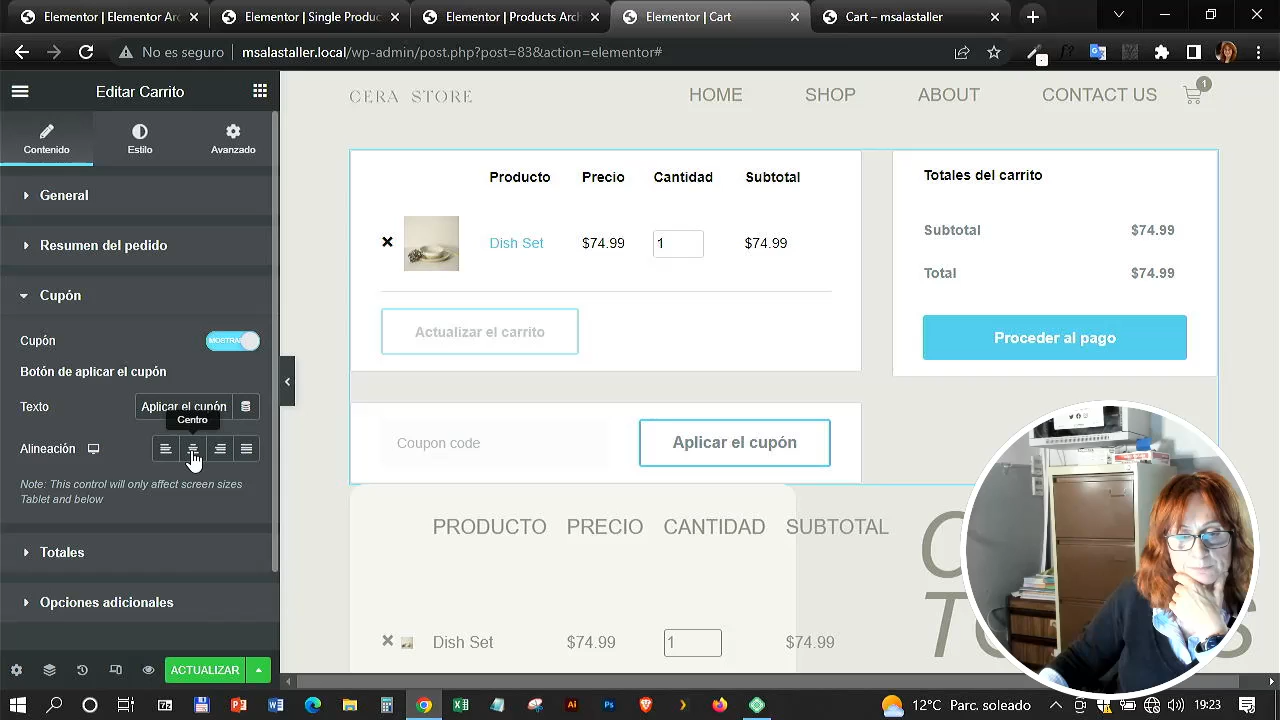 Elementor | Elementor Arc
Elementor | Single Produc
Elementor | Products Arch
Elementor | Cart
Cart – msalastaller
No es seguro
msalastaller.local/wp-admin/post.php?post=83&action=elementor#
Editar Carrito
Contenido
Estilo
Avanzado
General
Resumen del pedido
Cupón
Cupón
MOSTRAR
Botón de aplicar el cupón
Texto
Aplicar el cupón
Centro
Alineación
Note: This control will only affect screen sizes
Tablet and below
Totales
Opciones adicionales
ACTUALIZAR
CERA STORE
HOME
SHOP
ABOUT
CONTACT US
1
Producto
Precio
Cantidad
Subtotal
Dish Set
$74.99
1
$74.99
Actualizar el carrito
Totales del carrito
Subtotal
$74.99
Total
$74.99
Proceder al pago
Coupon code
Aplicar el cupón
PRODUCTO
PRECIO
CANTIDAD
SUBTOTAL
Dish Set
$74.99
1
$74.99
12°C Parc. soleado
19:23